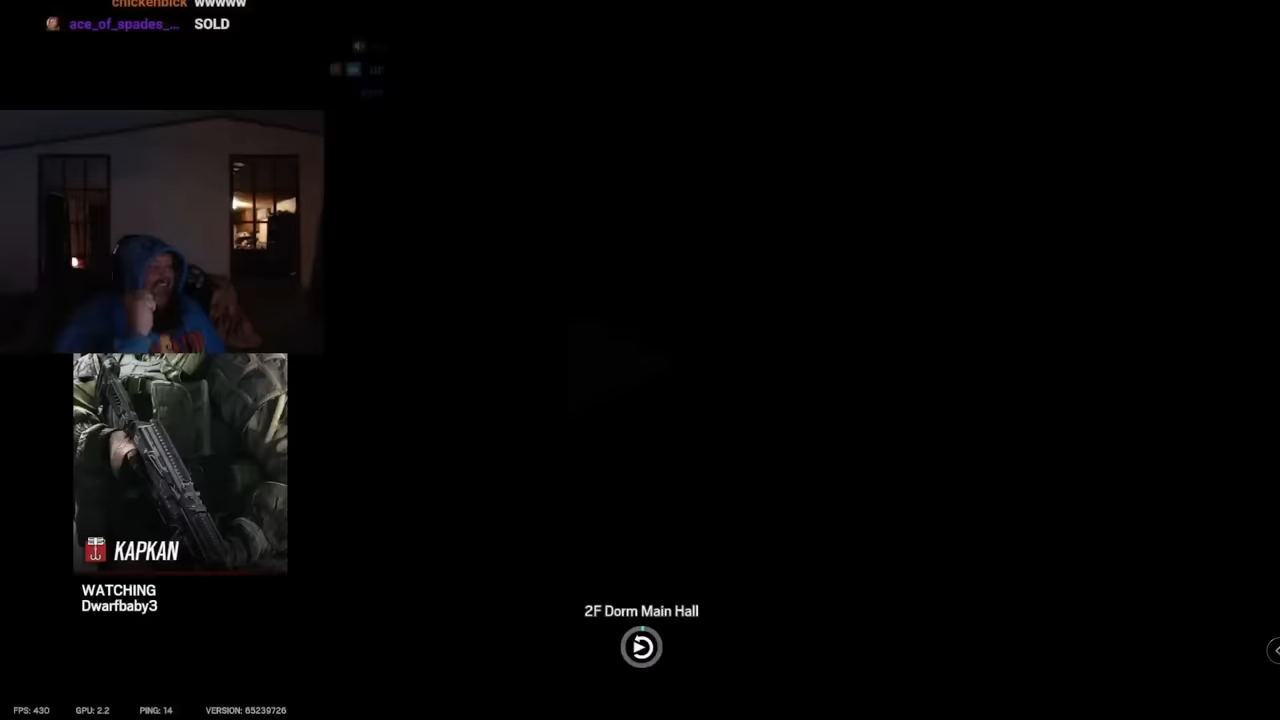 chickenbick wwwww
ace_of_spades_... SOLD
KAPKAN
WATCHING
Dwarfbaby3
2F Dorm Main Hall
FPS: 430 GPU: 2.2 PING: 14 VERSION: 65239726